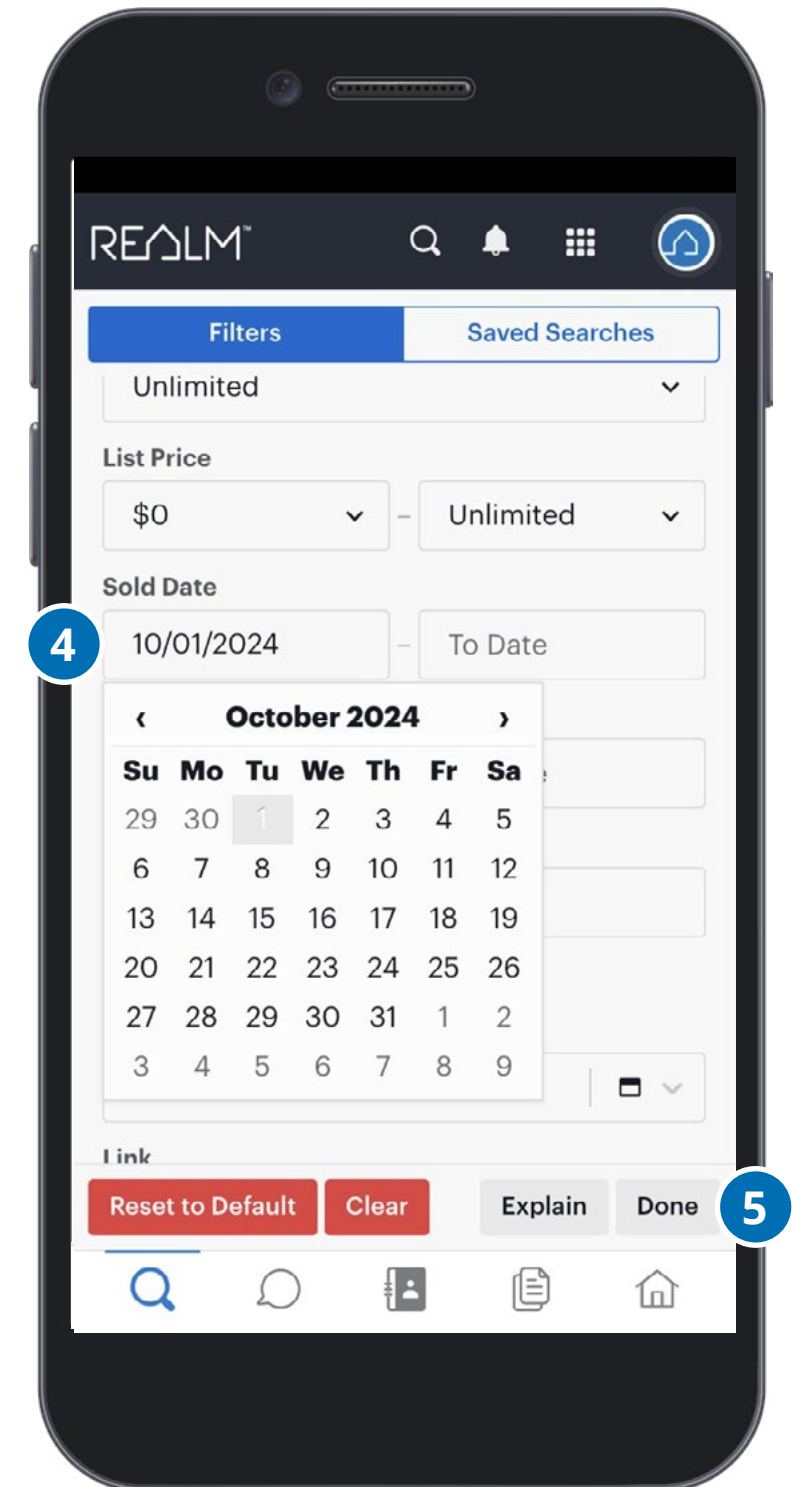 REALM™
Filters Saved Searches
Unlimited
List Price
$0 – Unlimited
Sold Date
4 10/01/2024 – To Date
‹ October 2024 ›
Su Mo Tu We Th Fr Sa
29 30 1 2 3 4 5
6 7 8 9 10 11 12
13 14 15 16 17 18 19
20 21 22 23 24 25 26
27 28 29 30 31 1 2
3 4 5 6 7 8 9
Link
Reset to Default Clear Explain Done 5